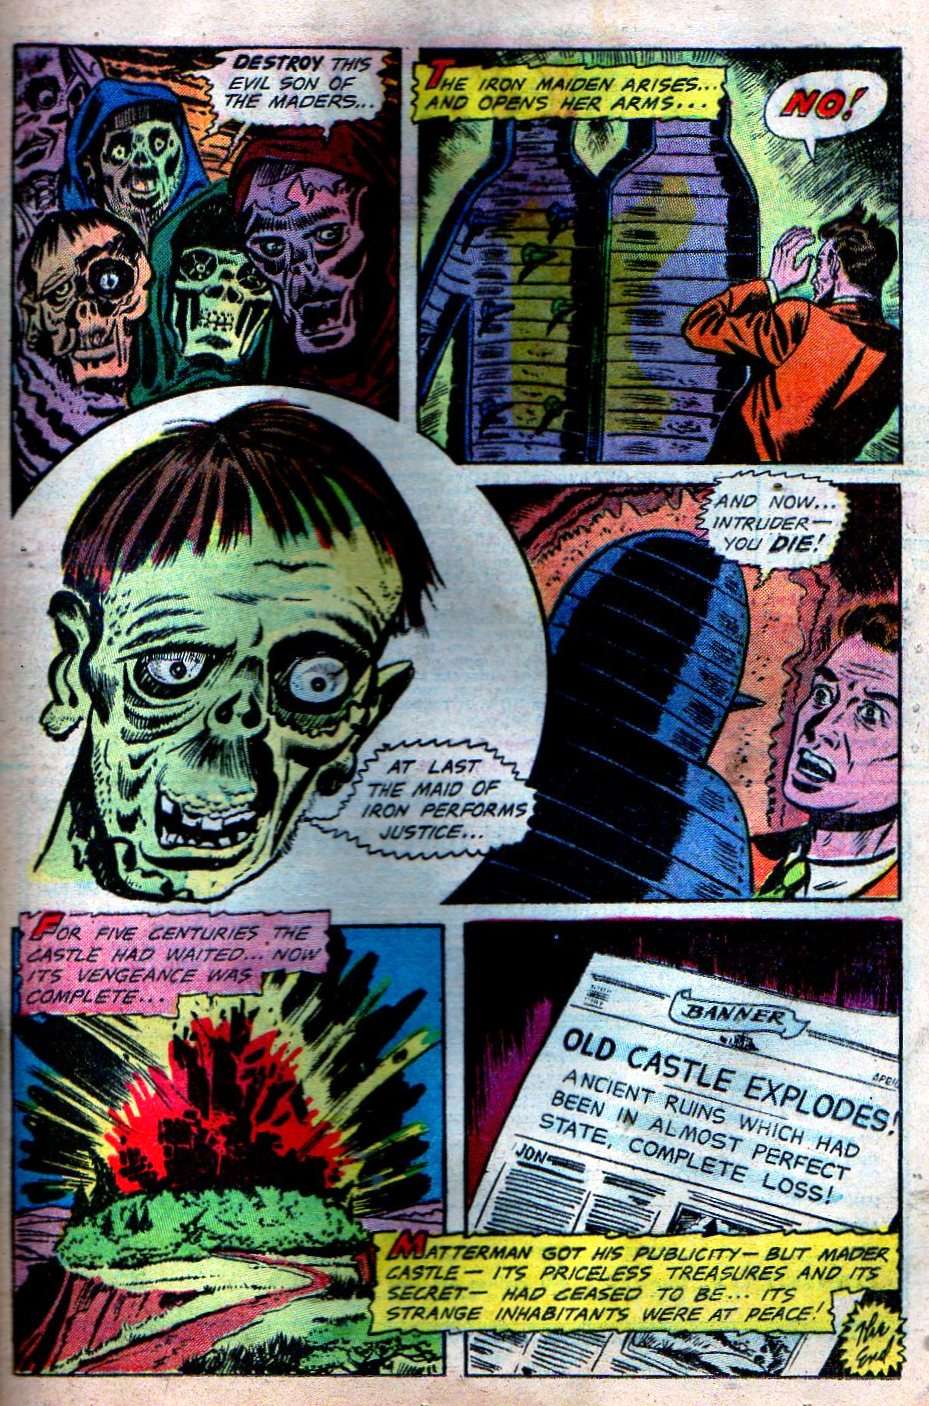 DESTROY THIS
EVIL SON OF
THE MADERS...
THE IRON MAIDEN ARISES...
AND OPENS HER ARMS...
NO!
AT LAST
THE MAID OF
IRON PERFORMS
JUSTICE...
AND NOW...
INTRUDER—
YOU DIE!
FOR FIVE CENTURIES THE
CASTLE HAD WAITED... NOW
ITS VENGEANCE WAS
COMPLETE...
BANNER
OLD CASTLE EXPLODES!
ANCIENT RUINS WHICH HAD
BEEN IN ALMOST PERFECT
STATE, COMPLETE LOSS!
JON
MATTERMAN GOT HIS PUBLICITY— BUT MADER
CASTLE— ITS PRICELESS TREASURES AND ITS
SECRET— HAD CEASED TO BE... ITS
STRANGE INHABITANTS WERE AT PEACE!
The
End